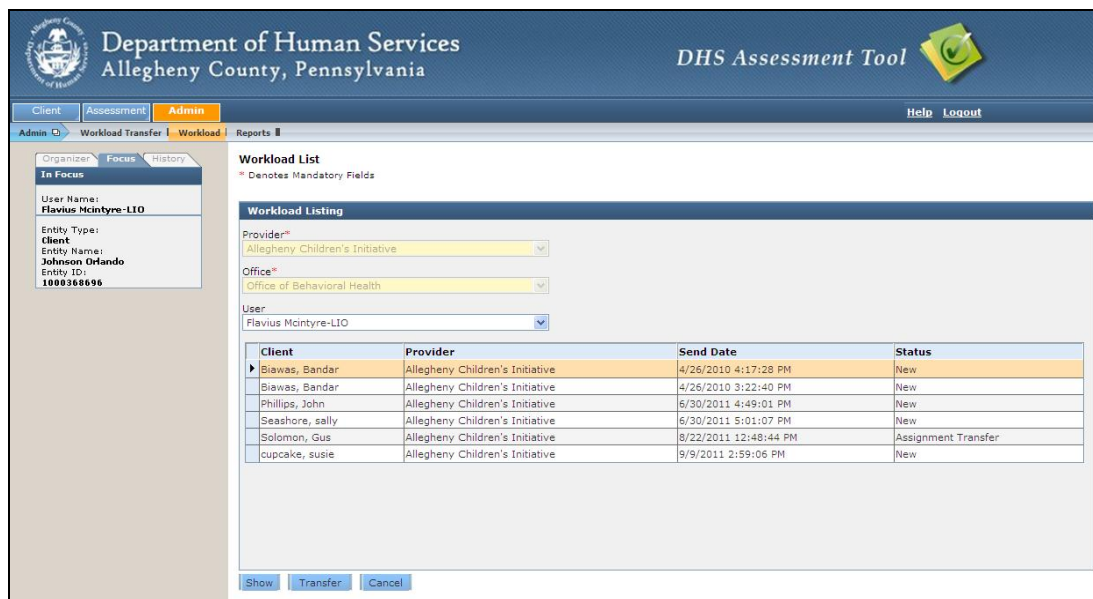 Department of Human Services
Allegheny County, Pennsylvania
DHS Assessment Tool
Client Assessment Admin
Help Logout
Admin Workload Transfer Workload Reports
Organizer Focus History
In Focus
User Name:
Flavius Mcintyre-LIO
Entity Type:
Client
Entity Name:
Johnson Orlando
Entity ID:
1000368696
Workload List
* Denotes Mandatory Fields
Workload Listing
Provider*
Allegheny Children's Initiative
Office*
Office of Behavioral Health
User
Flavius Mcintyre-LIO
Client Provider Send Date Status
Biawas, Bandar Allegheny Children's Initiative 4/26/2010 4:17:28 PM New
Biawas, Bandar Allegheny Children's Initiative 4/26/2010 3:22:40 PM New
Phillips, John Allegheny Children's Initiative 6/30/2011 4:49:01 PM New
Seashore, sally Allegheny Children's Initiative 6/30/2011 5:01:07 PM New
Solomon, Gus Allegheny Children's Initiative 8/22/2011 12:48:44 PM Assignment Transfer
cupcake, susie Allegheny Children's Initiative 9/9/2011 2:59:06 PM New
Show Transfer Cancel